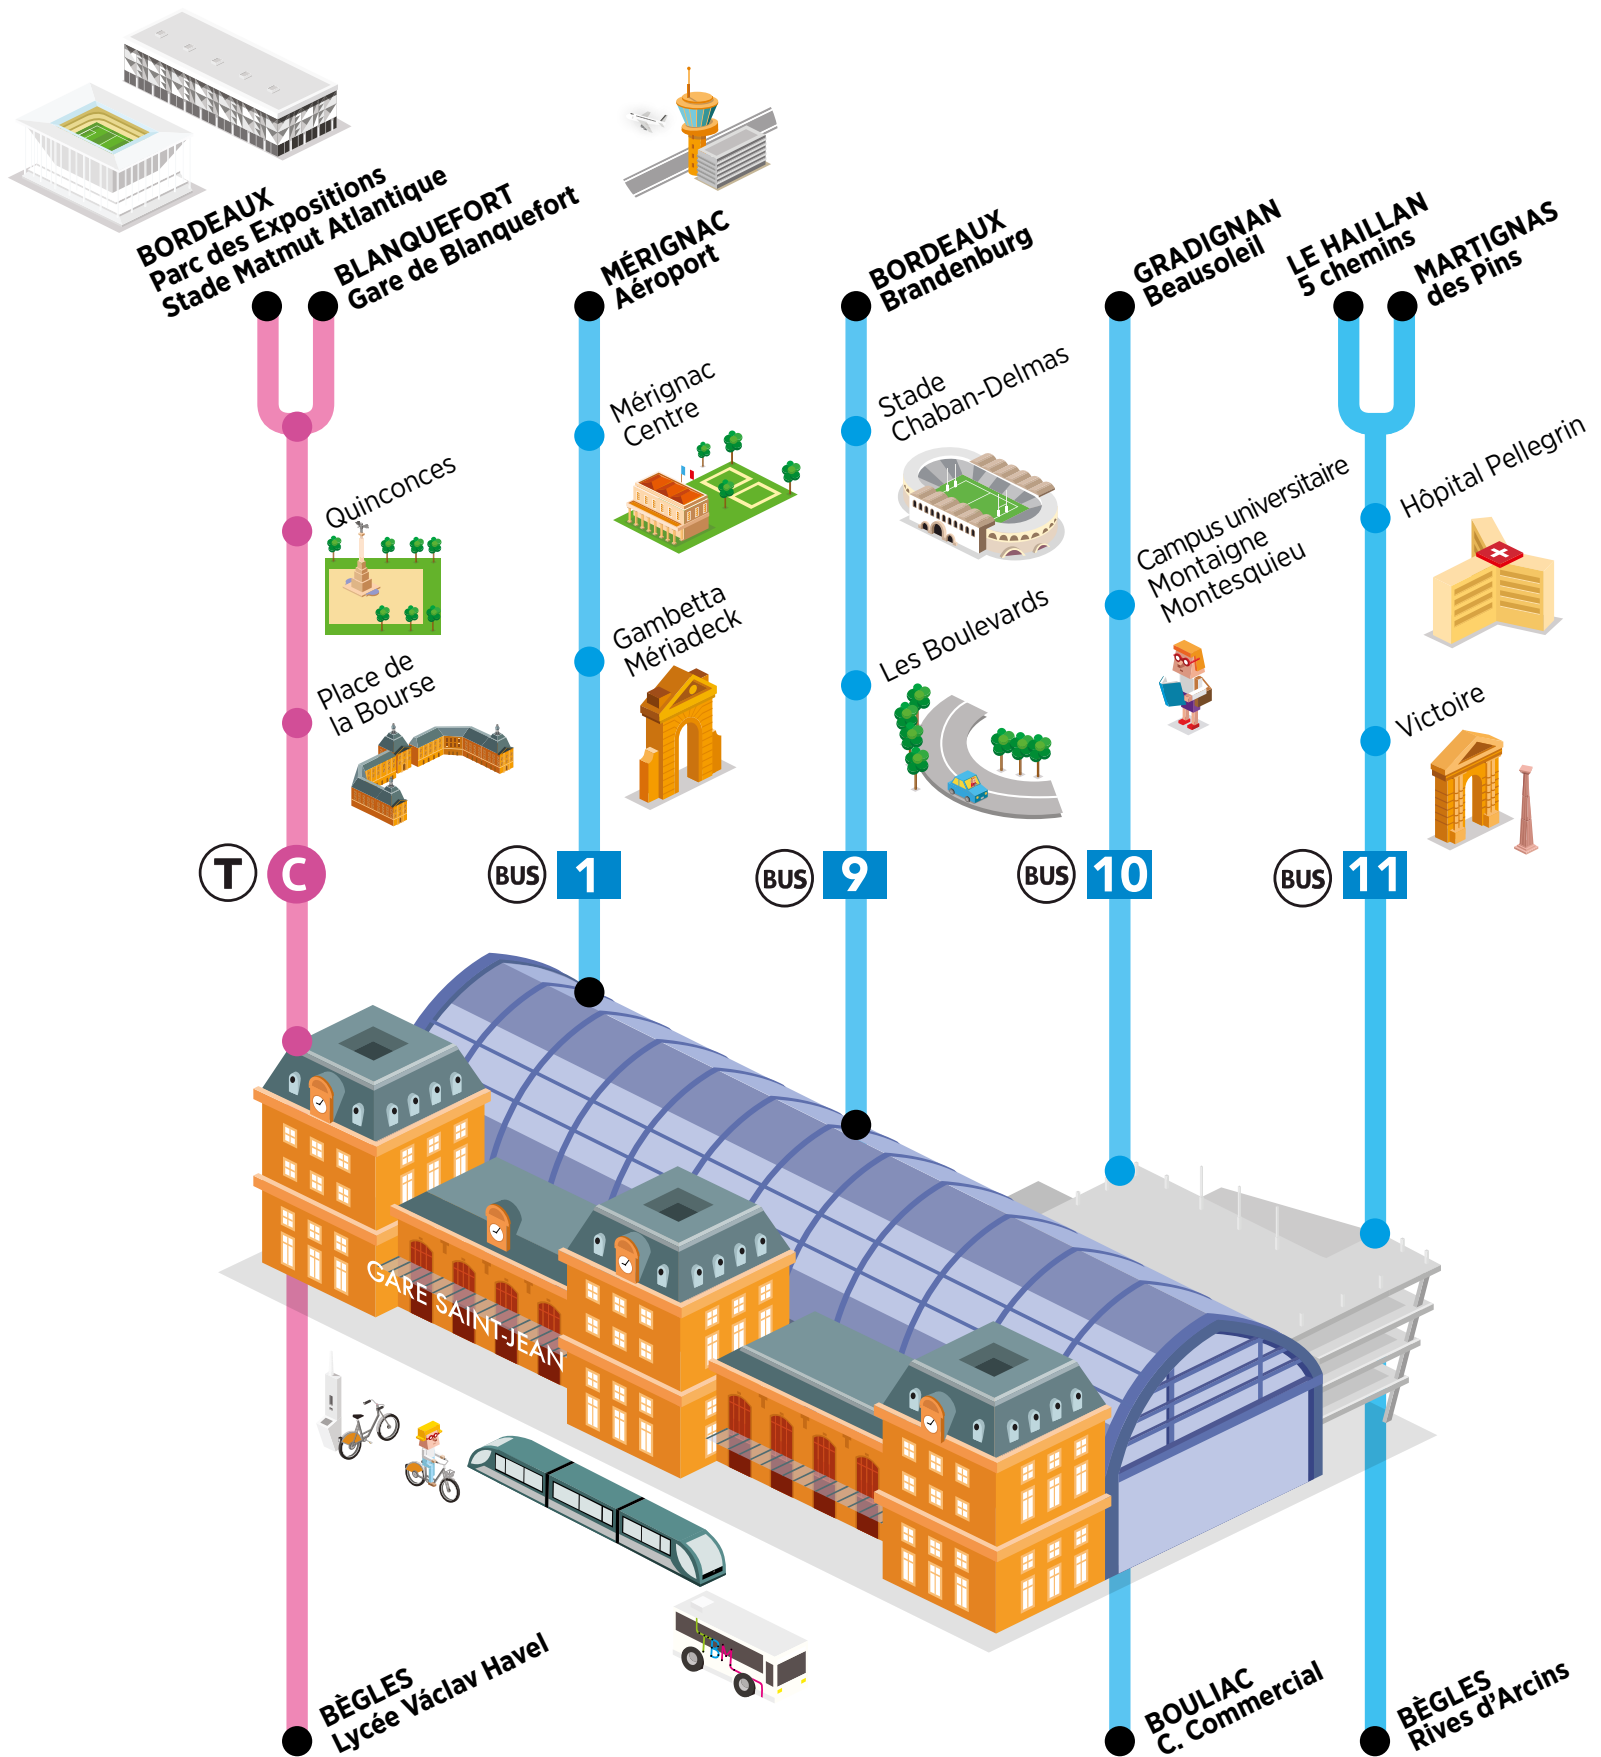 BORDEAUX
Parc des Expositions
Stade Matmut Atlantique
BLANQUEFORT
Gare de Blanquefort
MÉRIGNAC
Aéroport
BORDEAUX
Brandenburg
GRADIGNAN
Beausoleil
LE HAILLAN
5 chemins
MARTIGNAS
des Pins
Quinconces
Place de
la Bourse
Mérignac
Centre
Gambetta
Mériadeck
Stade
Chaban-Delmas
Les Boulevards
Campus universitaire
Montaigne
Montesquieu
Hôpital Pellegrin
Victoire
T C
BUS 1
BUS 9
BUS 10
BUS 11
GARE SAINT-JEAN
TBM
BÈGLES
Lycée Václav Havel
BOULIAC
C. Commercial
BÈGLES
Rives d'Arcins